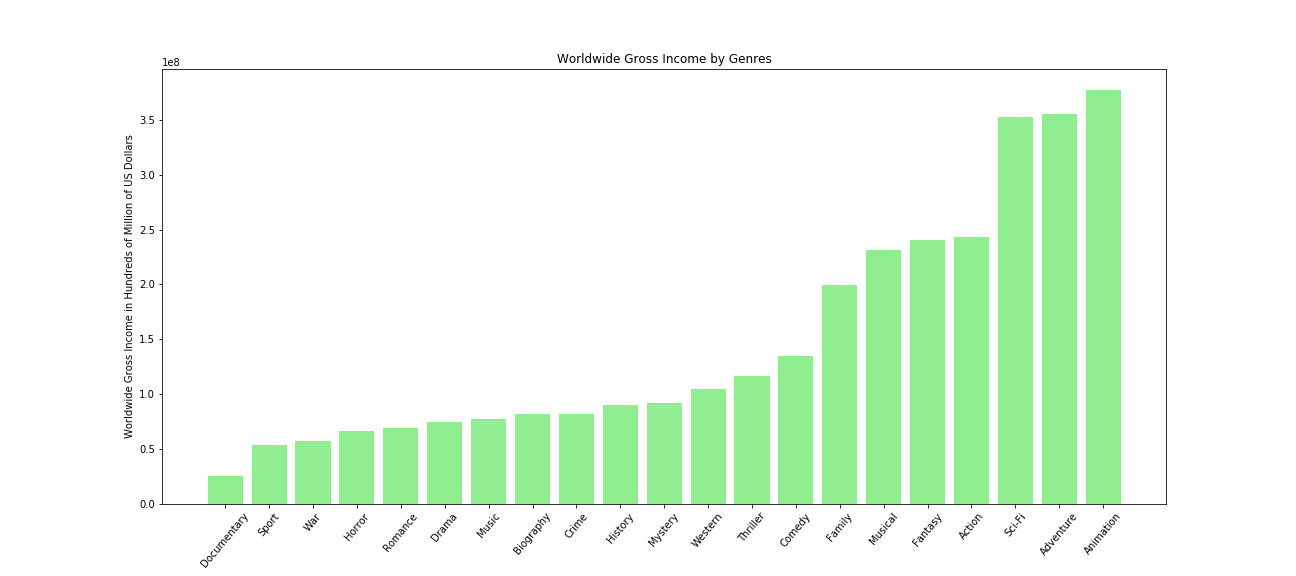 Worldwide Gross Income by Genres
1e8
Worldwide Gross Income in Hundreds of Million of US Dollars
3.5
3.0
2.5
2.0
1.5
1.0
0.5
0.0
Documentary
Sport
War
Horror
Romance
Drama
Music
Biography
Crime
History
Mystery
Western
Thriller
Comedy
Family
Musical
Fantasy
Action
Sci-Fi
Adventure
Animation